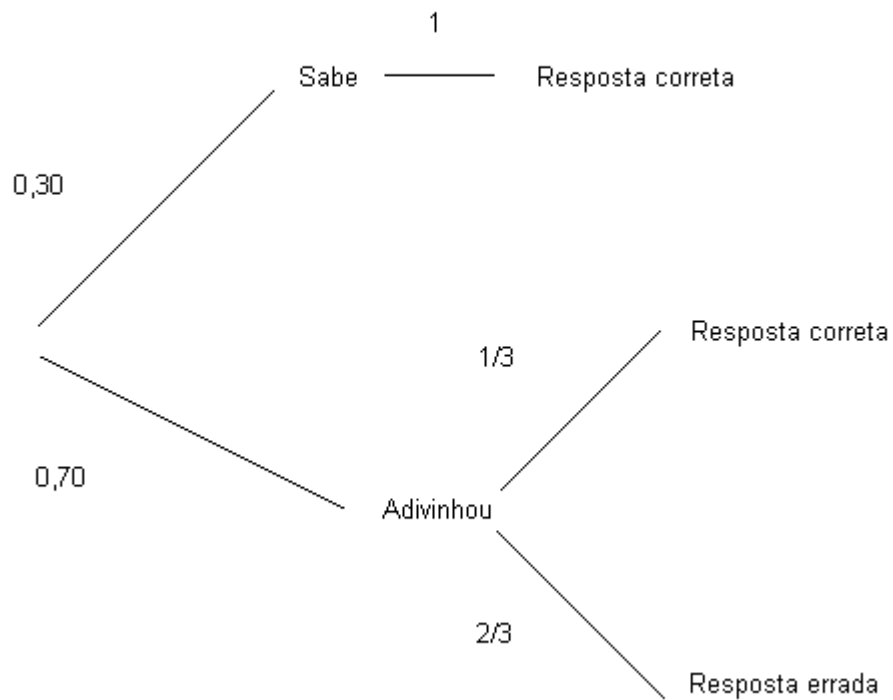 1
Sabe
Resposta correta
0,30
Resposta correta
1/3
0,70
Adivinhou
2/3
Resposta errada